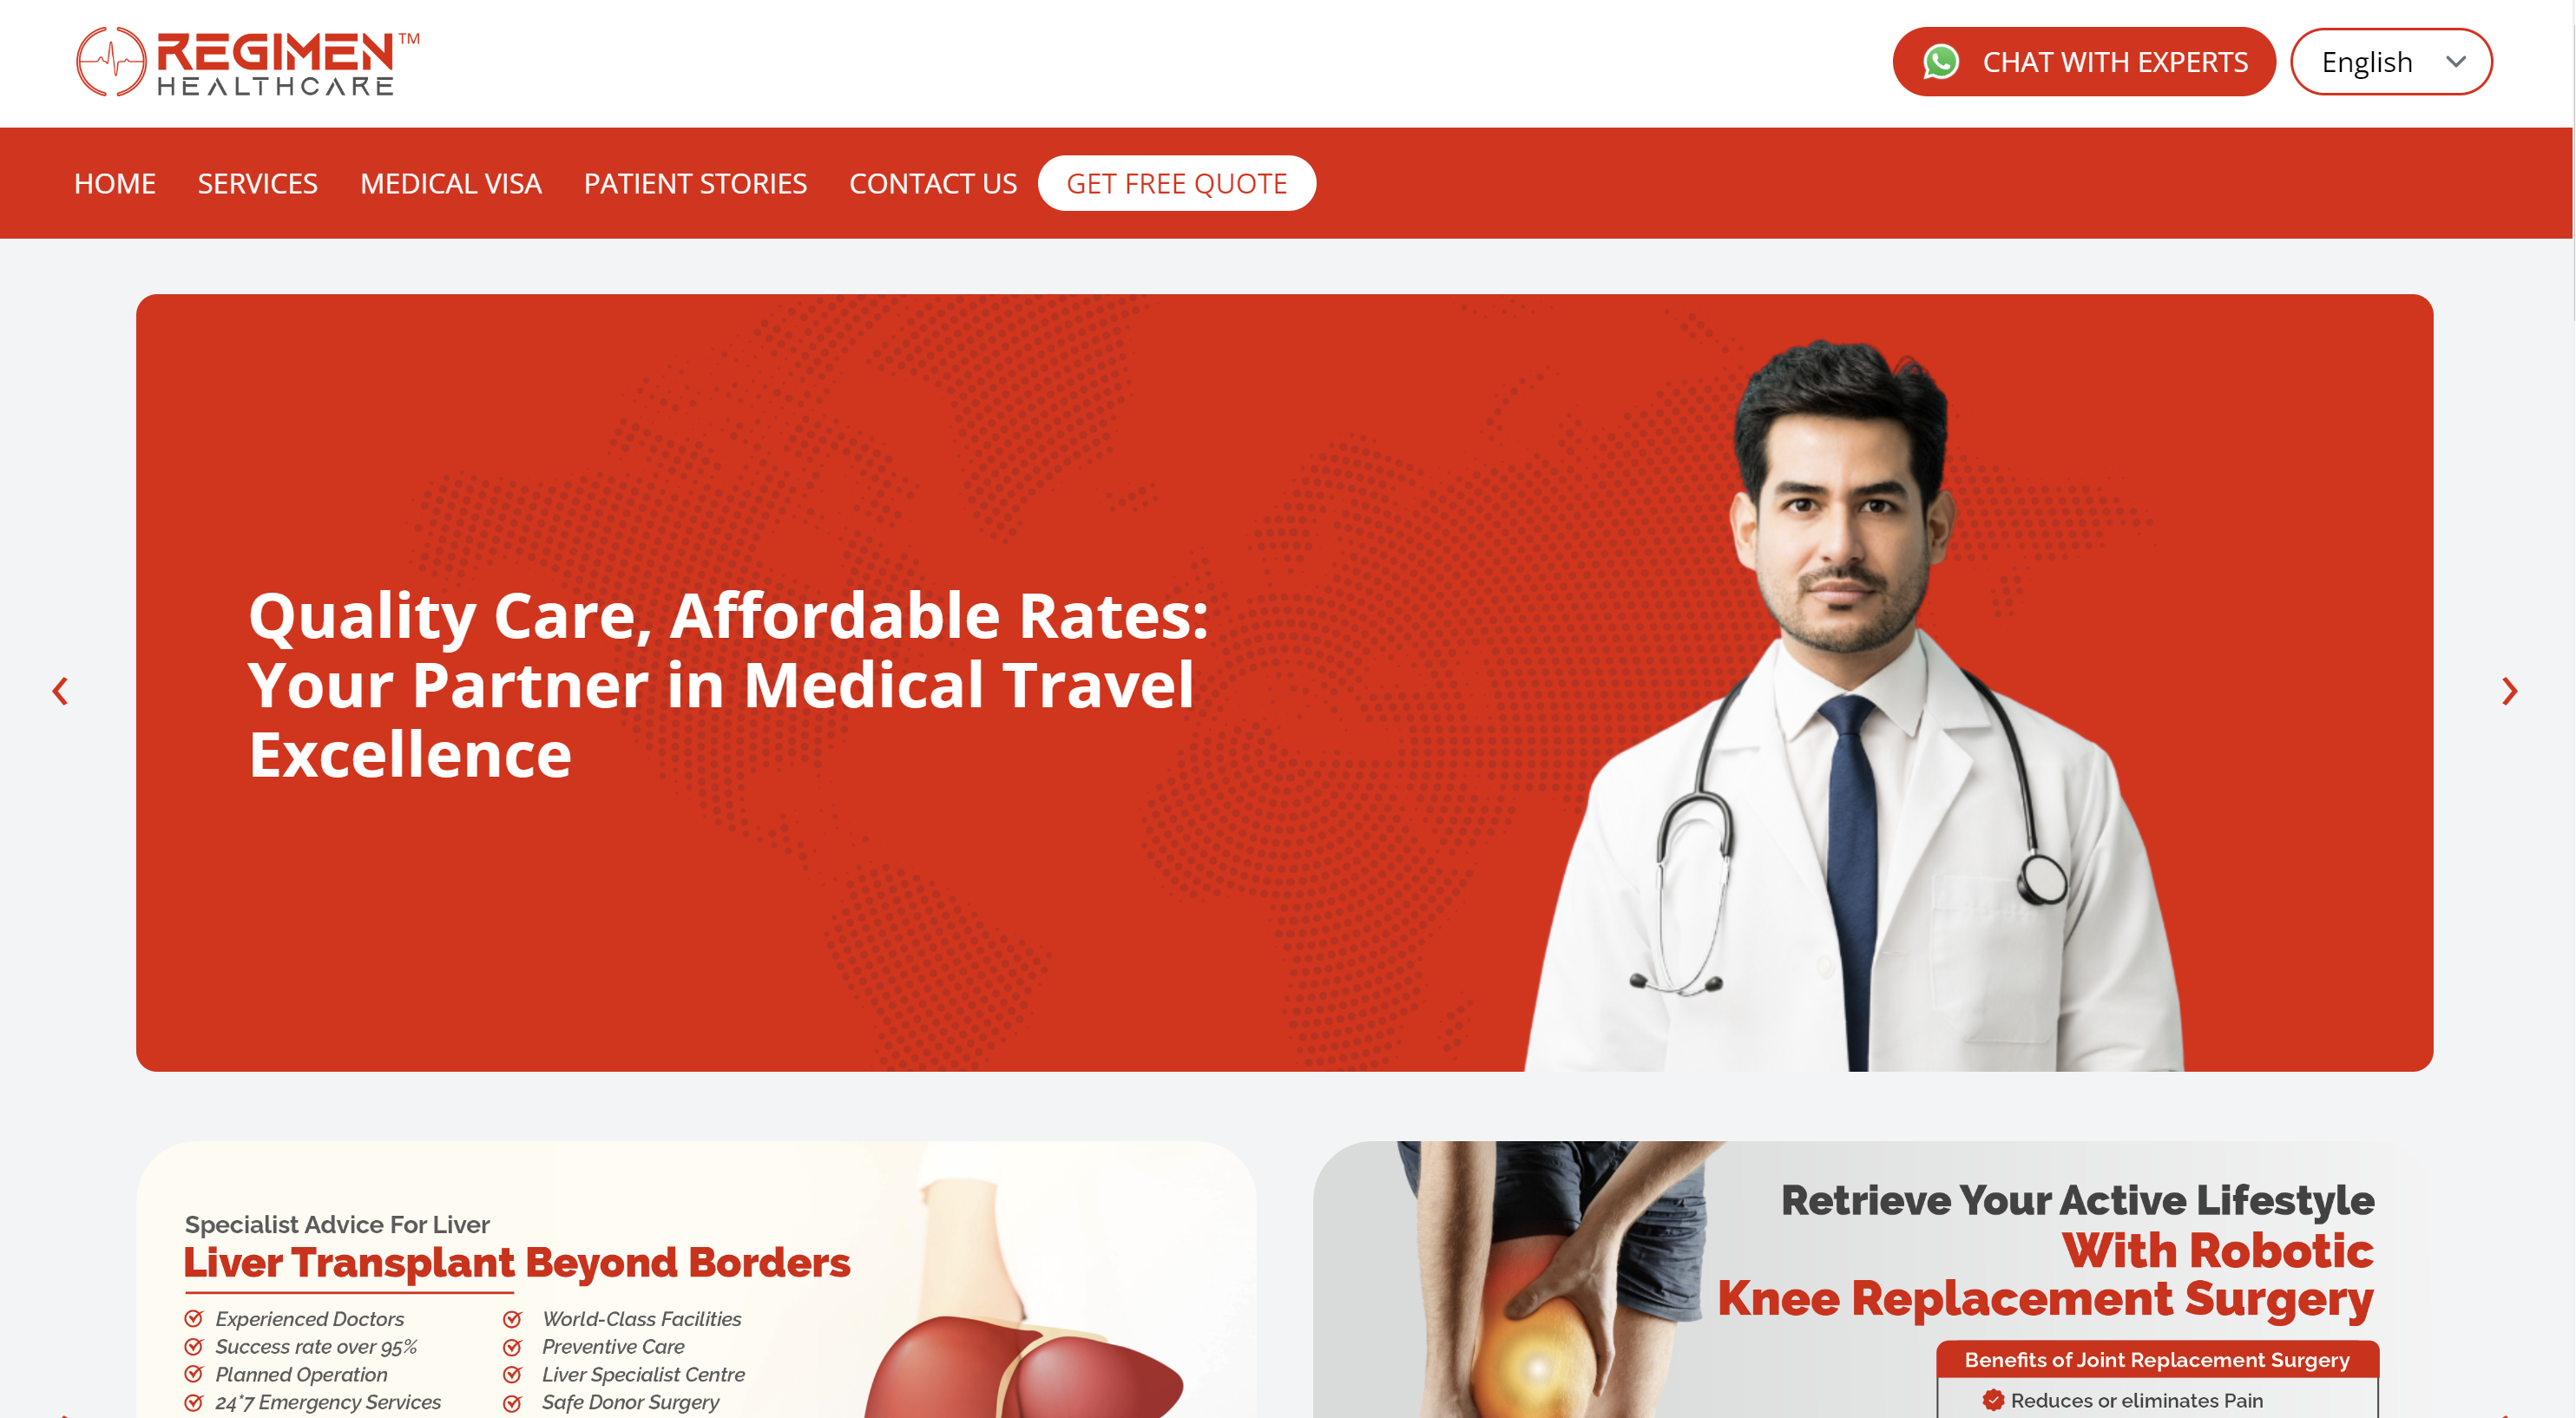 REGIMEN™
HEALTHCARE
CHAT WITH EXPERTS
English
HOME
SERVICES
MEDICAL VISA
PATIENT STORIES
CONTACT US
GET FREE QUOTE
Quality Care, Affordable Rates:
Your Partner in Medical Travel
Excellence
Specialist Advice For Liver
Liver Transplant Beyond Borders
Experienced Doctors
Success rate over 95%
Planned Operation
24*7 Emergency Services
World-Class Facilities
Preventive Care
Liver Specialist Centre
Safe Donor Surgery
Retrieve Your Active Lifestyle
With Robotic
Knee Replacement Surgery
Benefits of Joint Replacement Surgery
Reduces or eliminates Pain